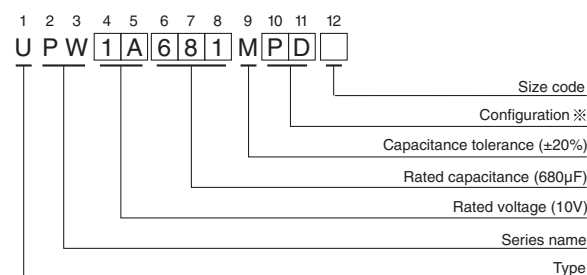 1 2 3 4 5 6 7 8 9 10 11 12
U P W 1 A 6 8 1 M P D
Size code
Configuration ※
Capacitance tolerance (±20%)
Rated capacitance (680µF)
Rated voltage (10V)
Series name
Type